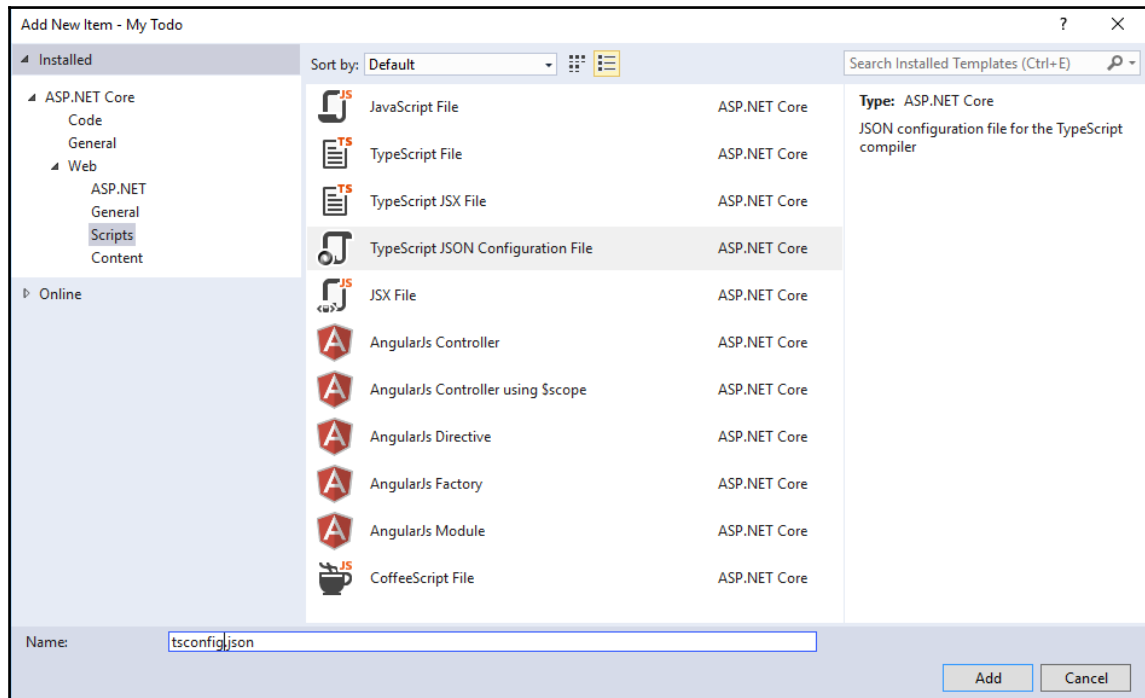 Add New Item - My Todo
?
Installed
Sort by: Default
Search Installed Templates (Ctrl+E)
ASP.NET Core
Code
General
Web
ASP.NET
General
Scripts
Content
Online
JS JavaScript File ASP.NET Core
TS TypeScript File ASP.NET Core
TS TypeScript JSX File ASP.NET Core
TypeScript JSON Configuration File ASP.NET Core
JS JSX File ASP.NET Core
A AngularJs Controller ASP.NET Core
A AngularJs Controller using $scope ASP.NET Core
A AngularJs Directive ASP.NET Core
A AngularJs Factory ASP.NET Core
A AngularJs Module ASP.NET Core
JS CoffeeScript File ASP.NET Core
Type: ASP.NET Core
JSON configuration file for the TypeScript
compiler
Name: tsconfig.json
Add Cancel